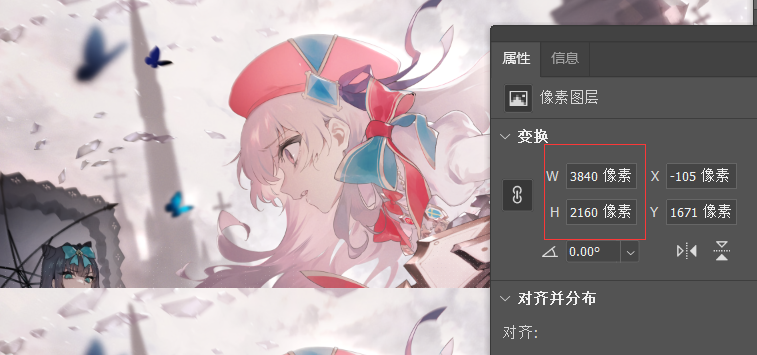 属性 信息
像素图层
变换
W 3840 像素 X -105 像素
H 2160 像素 Y 1671 像素
0.00°
对齐并分布
对齐: